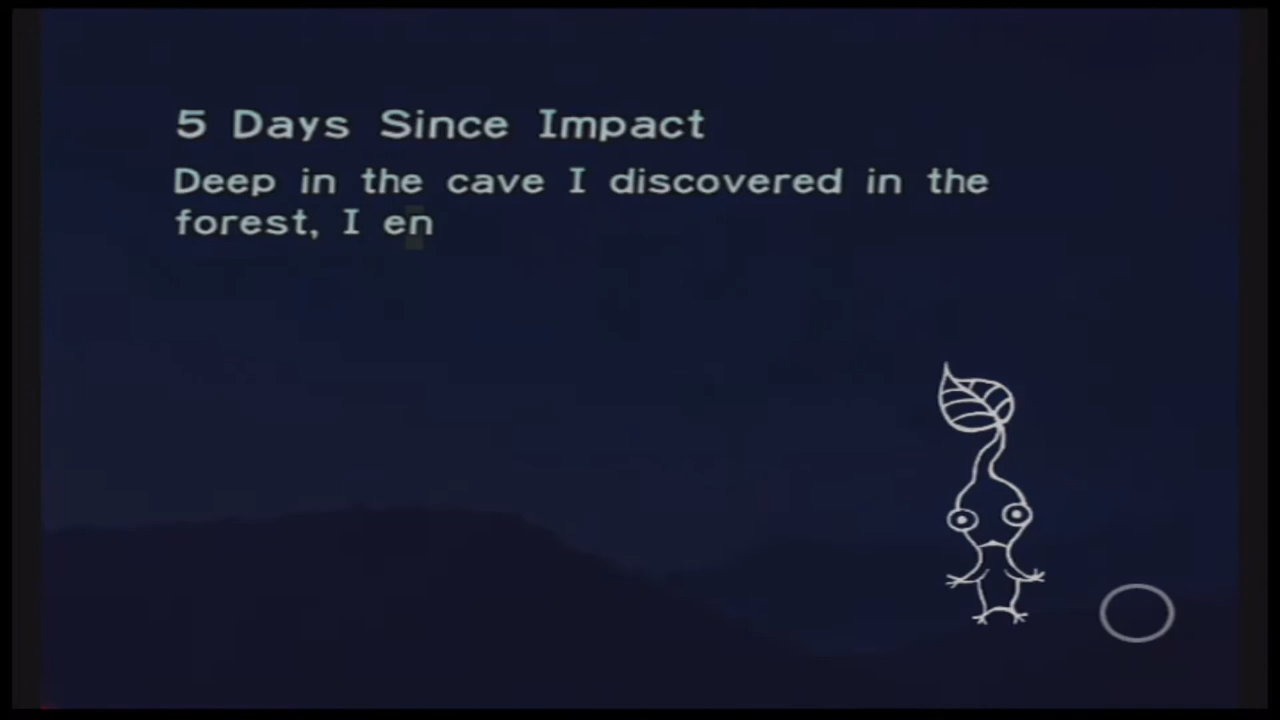 5 Days Since Impact
Deep in the cave I discovered in the
forest, I en